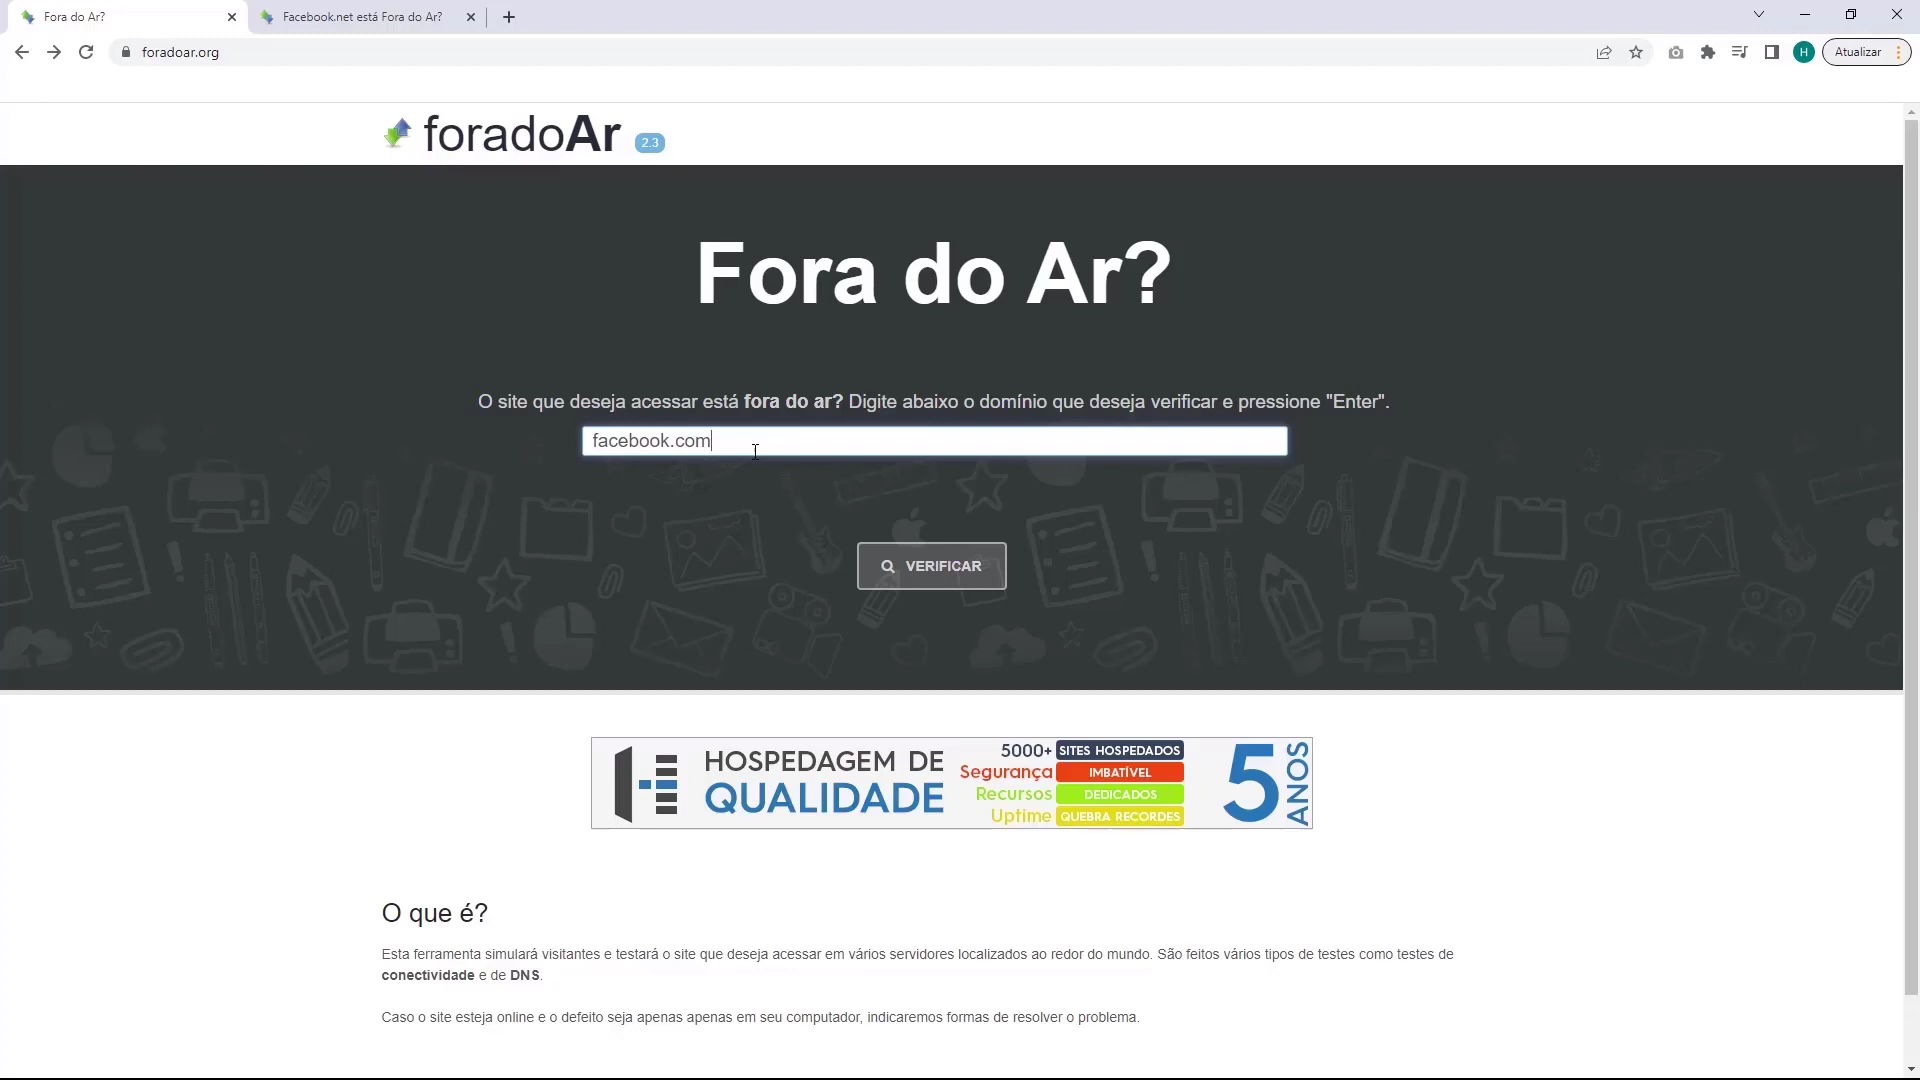 Fora do Ar?
Facebook.net está Fora do Ar?
foradoar.org
H
Atualizar
foradoAr 2.3
Fora do Ar?
O site que deseja acessar está fora do ar? Digite abaixo o domínio que deseja verificar e pressione "Enter".
facebook.com
VERIFICAR
HOSPEDAGEM DE
QUALIDADE
5000+ SITES HOSPEDADOS
Segurança IMBATÍVEL
Recursos DEDICADOS
Uptime QUEBRA RECORDES
5 ANOS
O que é?
Esta ferramenta simulará visitantes e testará o site que deseja acessar em vários servidores localizados ao redor do mundo. São feitos vários tipos de testes como testes de
conectividade e de DNS.
Caso o site esteja online e o defeito seja apenas apenas em seu computador, indicaremos formas de resolver o problema.